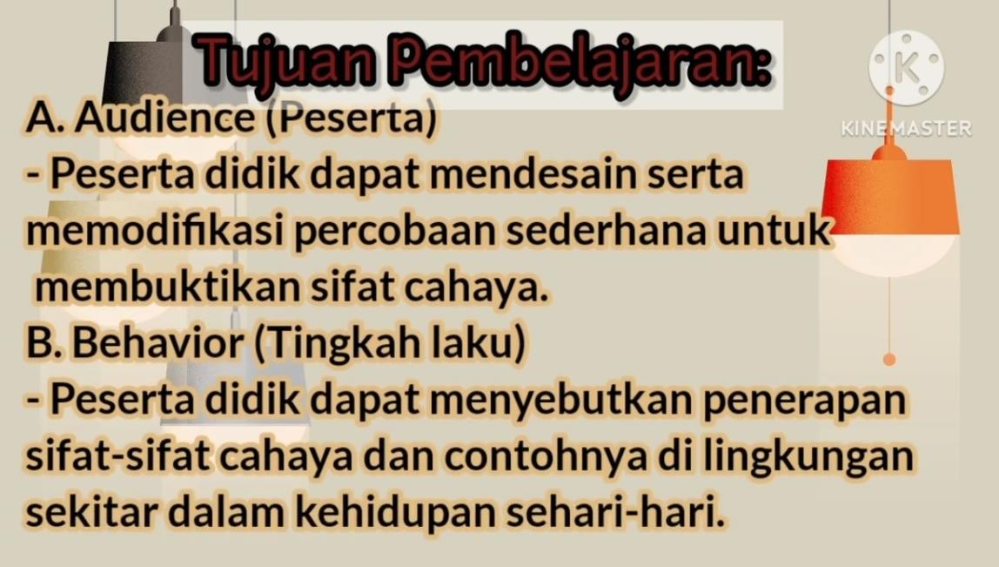 Tujuan Pembelajaran:
K
KINEMASTER
A. Audience (Peserta)
- Peserta didik dapat mendesain serta
memodifikasi percobaan sederhana untuk
membuktikan sifat cahaya.
B. Behavior (Tingkah laku)
- Peserta didik dapat menyebutkan penerapan
sifat-sifat cahaya dan contohnya di lingkungan
sekitar dalam kehidupan sehari-hari.